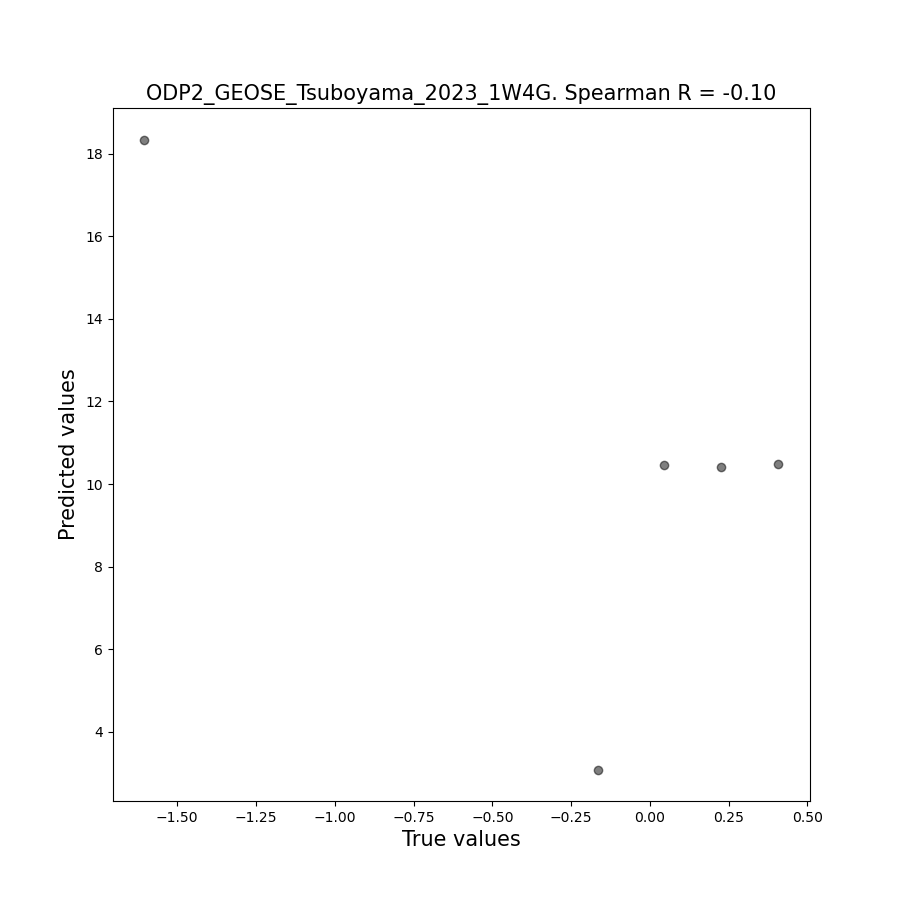 ODP2_GEOSE_Tsuboyama_2023_1W4G. Spearman R = -0.10
18
16
14
12
10
8
6
4
Predicted values
−1.50 −1.25 −1.00 −0.75 −0.50 −0.25 0.00 0.25 0.50
True values